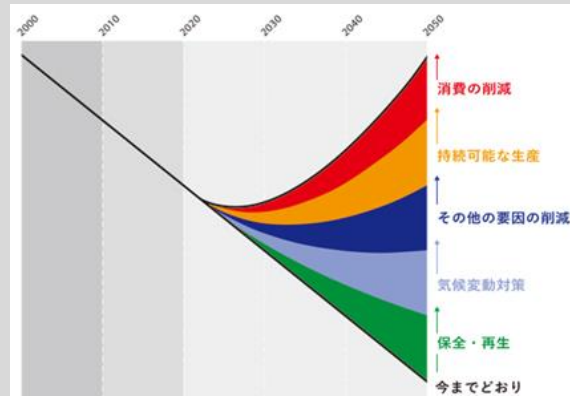 2000
2010
2020
2030
2040
2050
消費の削減
持続可能な生産
その他の要因の削減
気候変動対策
保全・再生
今までどおり